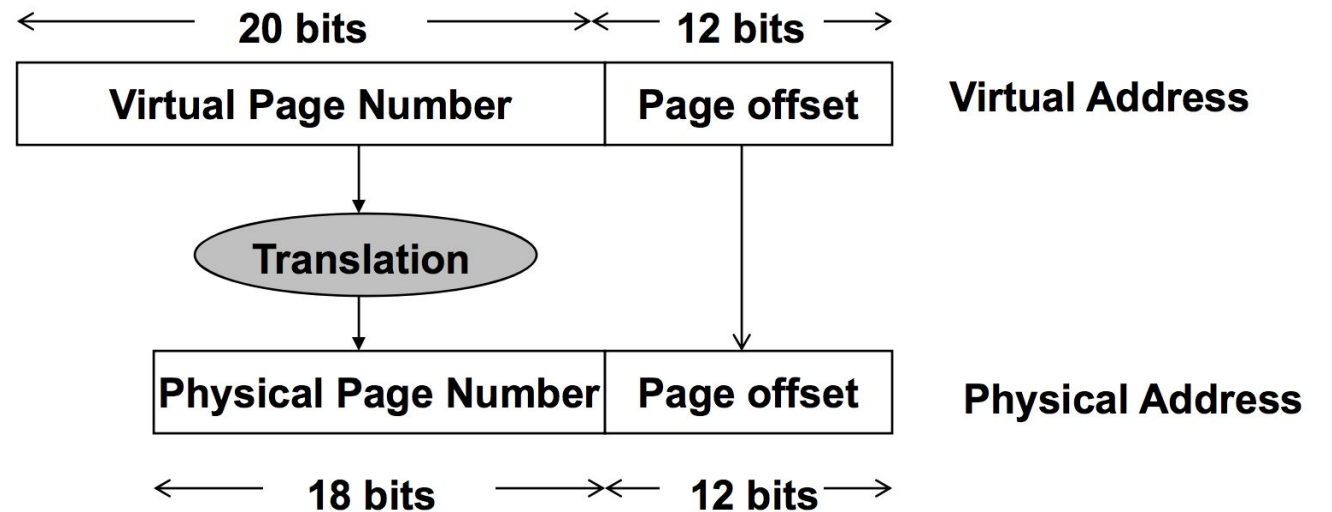 20 bits 12 bits
Virtual Page Number Page offset Virtual Address
Translation
Physical Page Number Page offset Physical Address
18 bits 12 bits